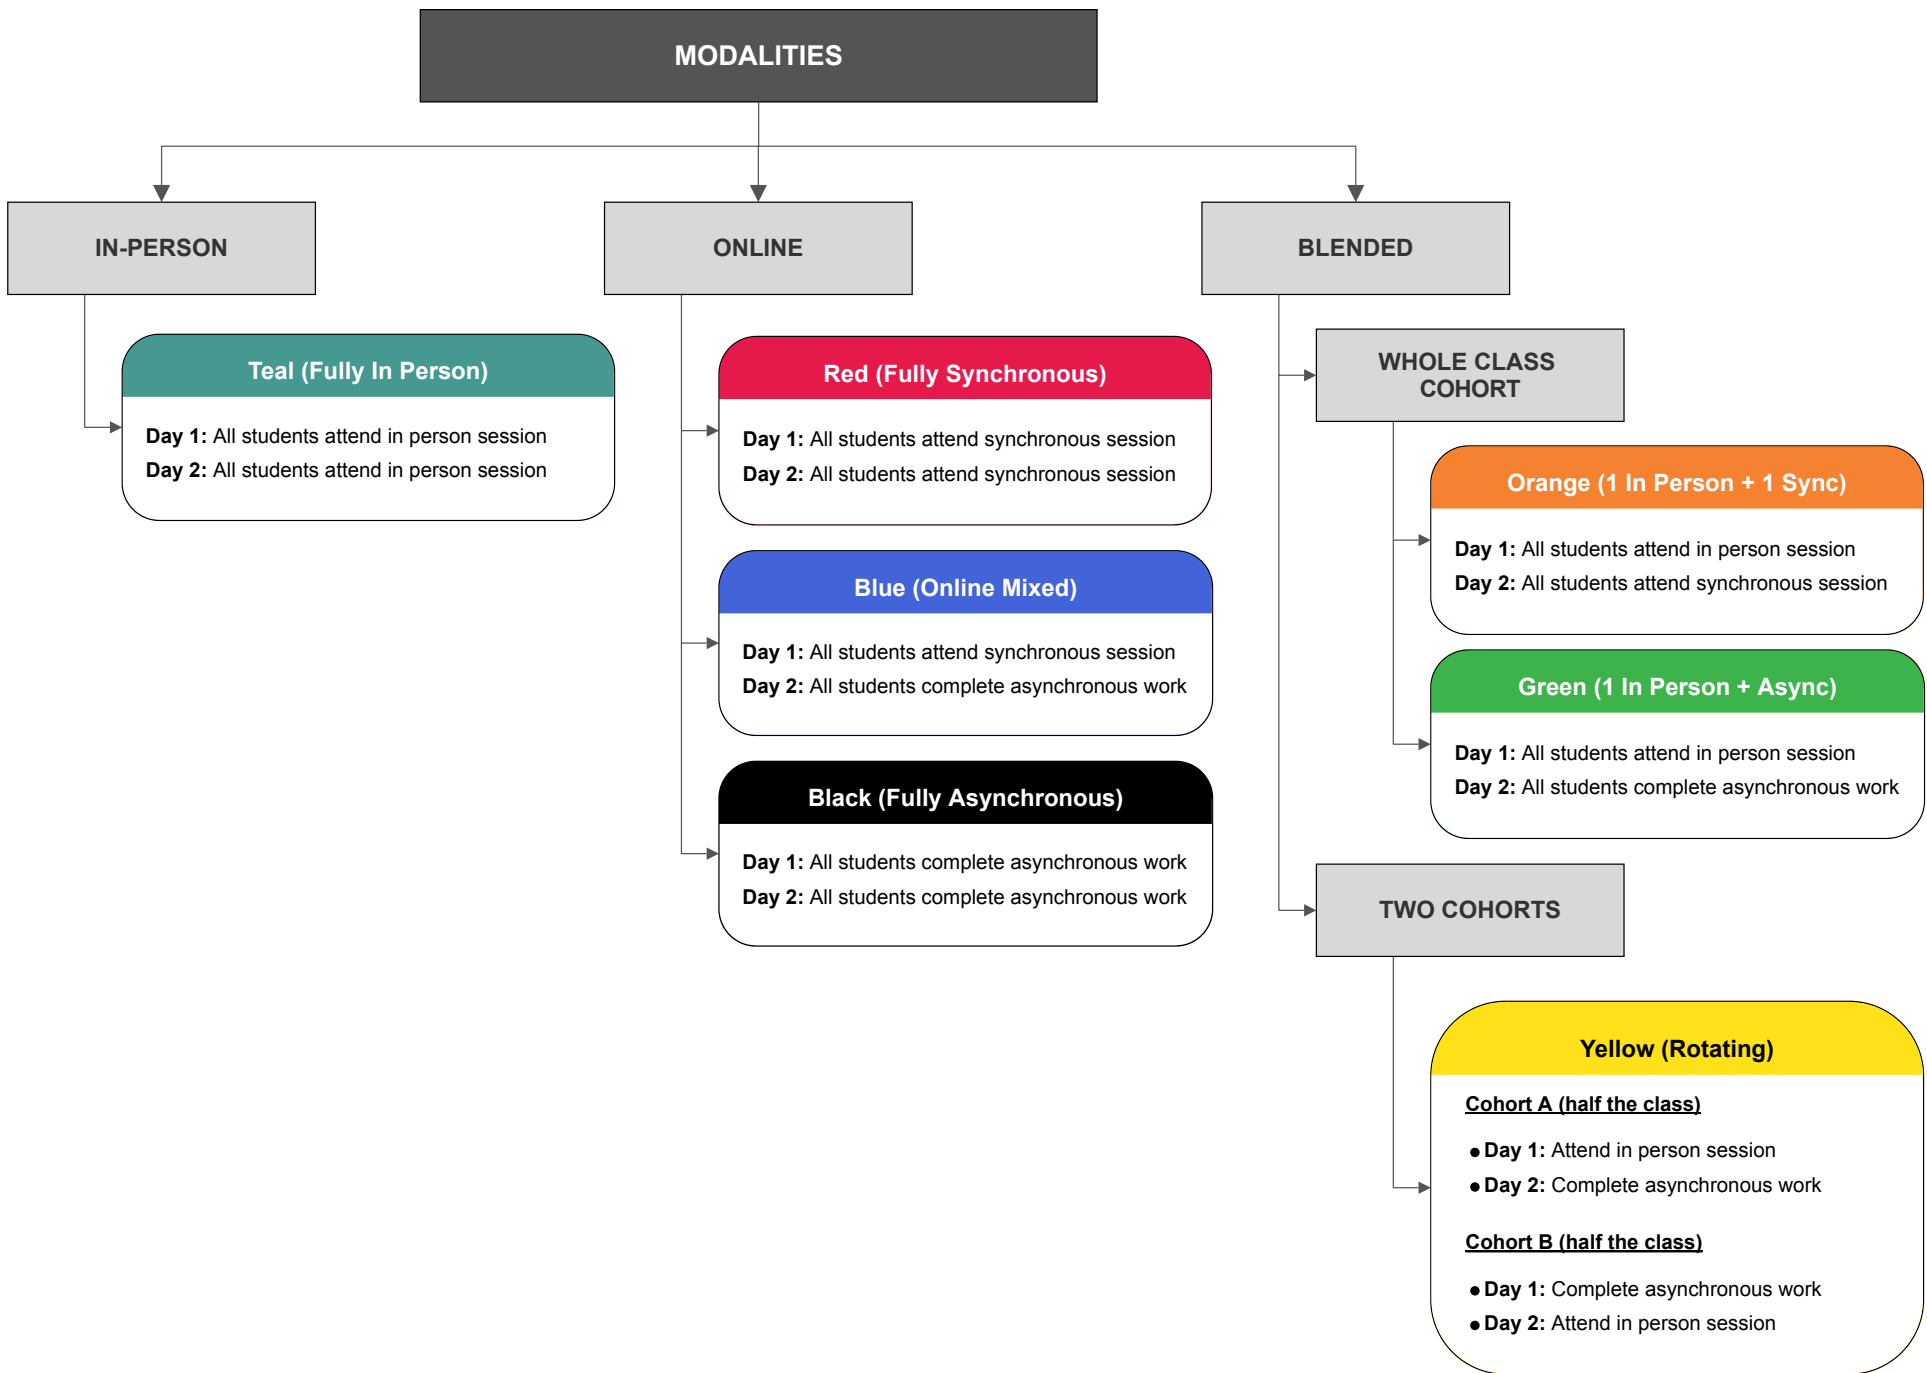 MODALITIES
IN-PERSON
ONLINE
BLENDED
Teal (Fully In Person)
Day 1: All students attend in person session
Day 2: All students attend in person session
Red (Fully Synchronous)
Day 1: All students attend synchronous session
Day 2: All students attend synchronous session
Blue (Online Mixed)
Day 1: All students attend synchronous session
Day 2: All students complete asynchronous work
Black (Fully Asynchronous)
Day 1: All students complete asynchronous work
Day 2: All students complete asynchronous work
WHOLE CLASS
COHORT
Orange (1 In Person + 1 Sync)
Day 1: All students attend in person session
Day 2: All students attend synchronous session
Green (1 In Person + Async)
Day 1: All students attend in person session
Day 2: All students complete asynchronous work
TWO COHORTS
Yellow (Rotating)
Cohort A (half the class)
• Day 1: Attend in person session
• Day 2: Complete asynchronous work
Cohort B (half the class)
• Day 1: Complete asynchronous work
• Day 2: Attend in person session